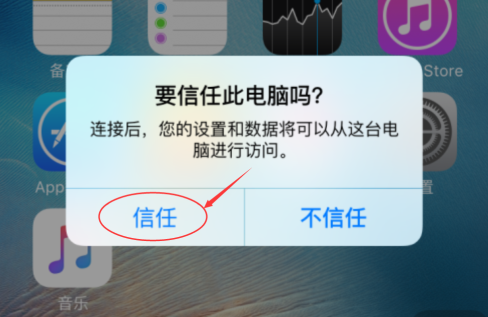 备
Store
要信任此电脑吗?
连接后，您的设置和数据将可以从这台电
脑进行访问。
App
置
信任
不信任
音乐